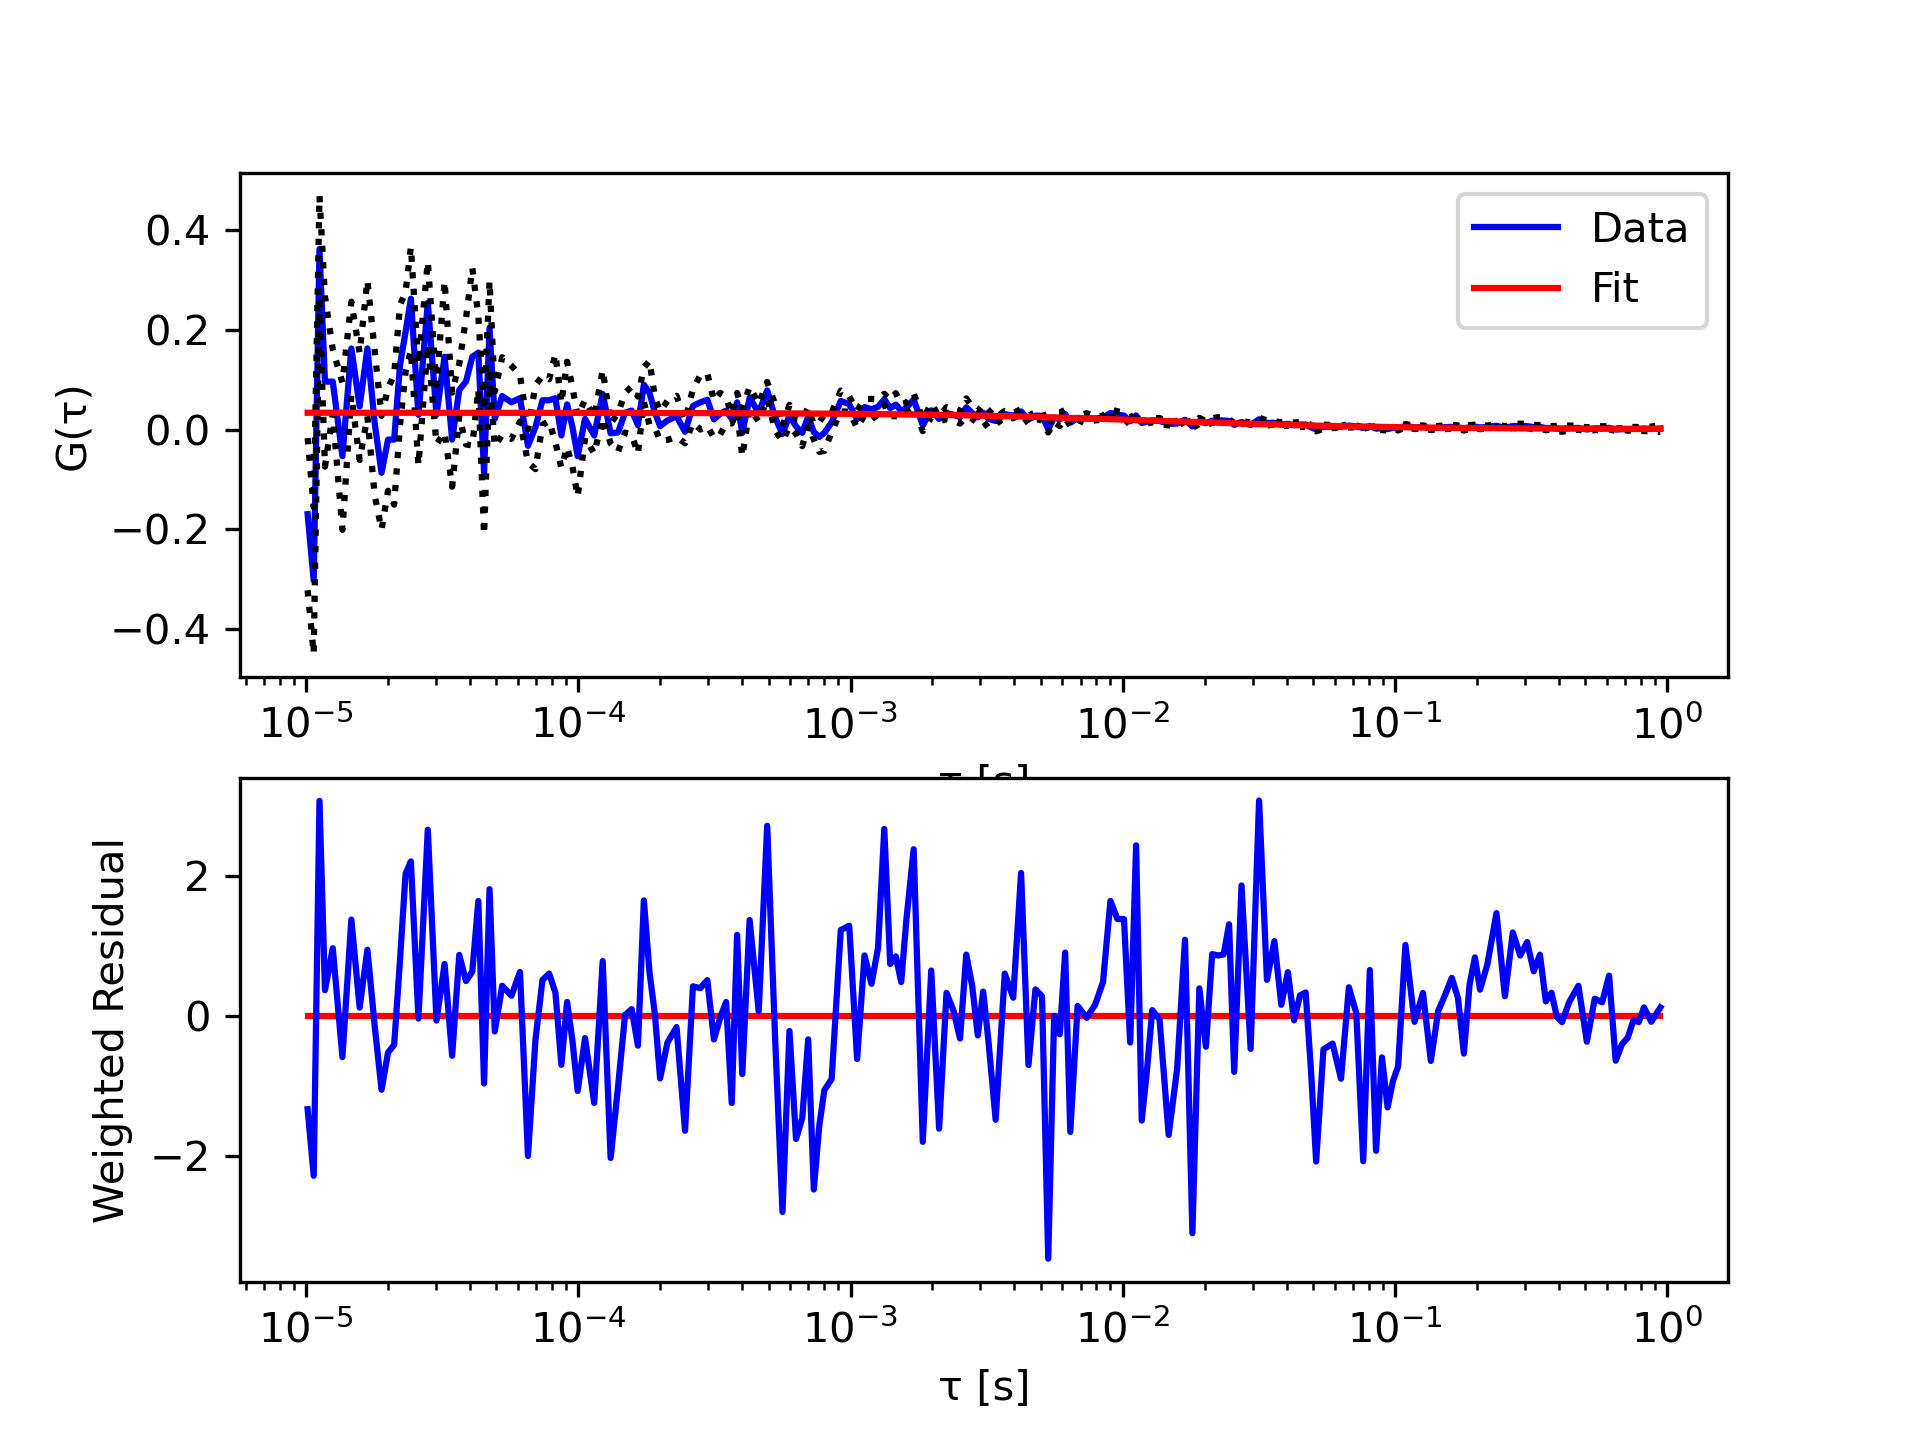 0.4
0.2
0.0
−0.2
−0.4
G(τ)
Data
Fit
10⁻⁵ 10⁻⁴ 10⁻³ 10⁻² 10⁻¹ 10⁰
τ [s]
2
0
−2
Weighted Residual
10⁻⁵ 10⁻⁴ 10⁻³ 10⁻² 10⁻¹ 10⁰
τ [s]